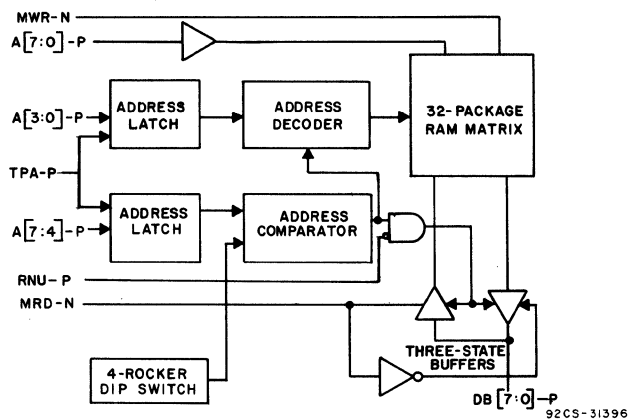 MWR-N
A[7:0]-P
A[3:0]-P
ADDRESS
LATCH
ADDRESS
DECODER
32-PACKAGE
RAM MATRIX
TPA-P
A[7:4]-P
ADDRESS
LATCH
ADDRESS
COMPARATOR
RNU-P
MRD-N
THREE-STATE
BUFFERS
4-ROCKER
DIP SWITCH
DB [7:0]-P
92CS-31396